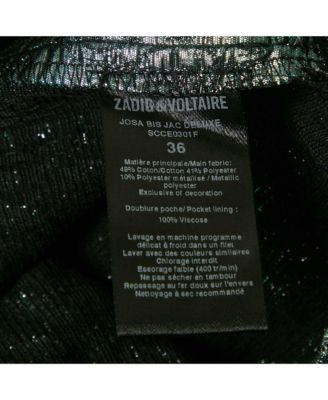 ZADIG & VOLTAIRE
JOSA BIS JAC DELUXE
SCCE0301F
36
Matière principale/Main fabric:
49% Coton/Cotton 41% Polyester
10% Polyester métalisé / Metallic
polyester
Exclusive of decoration
Doublure poche/ Pocket lining :
100% Viscose
Lavage en machine programme
délicat à froid dans un filet
Laver avec des couleurs similaires
Chlorage interdit
Essorage faible (400 tr/min)
Ne pas sécher en tambour
Repassage au fer doux sur l'envers
Nettoyage à sec recommandé